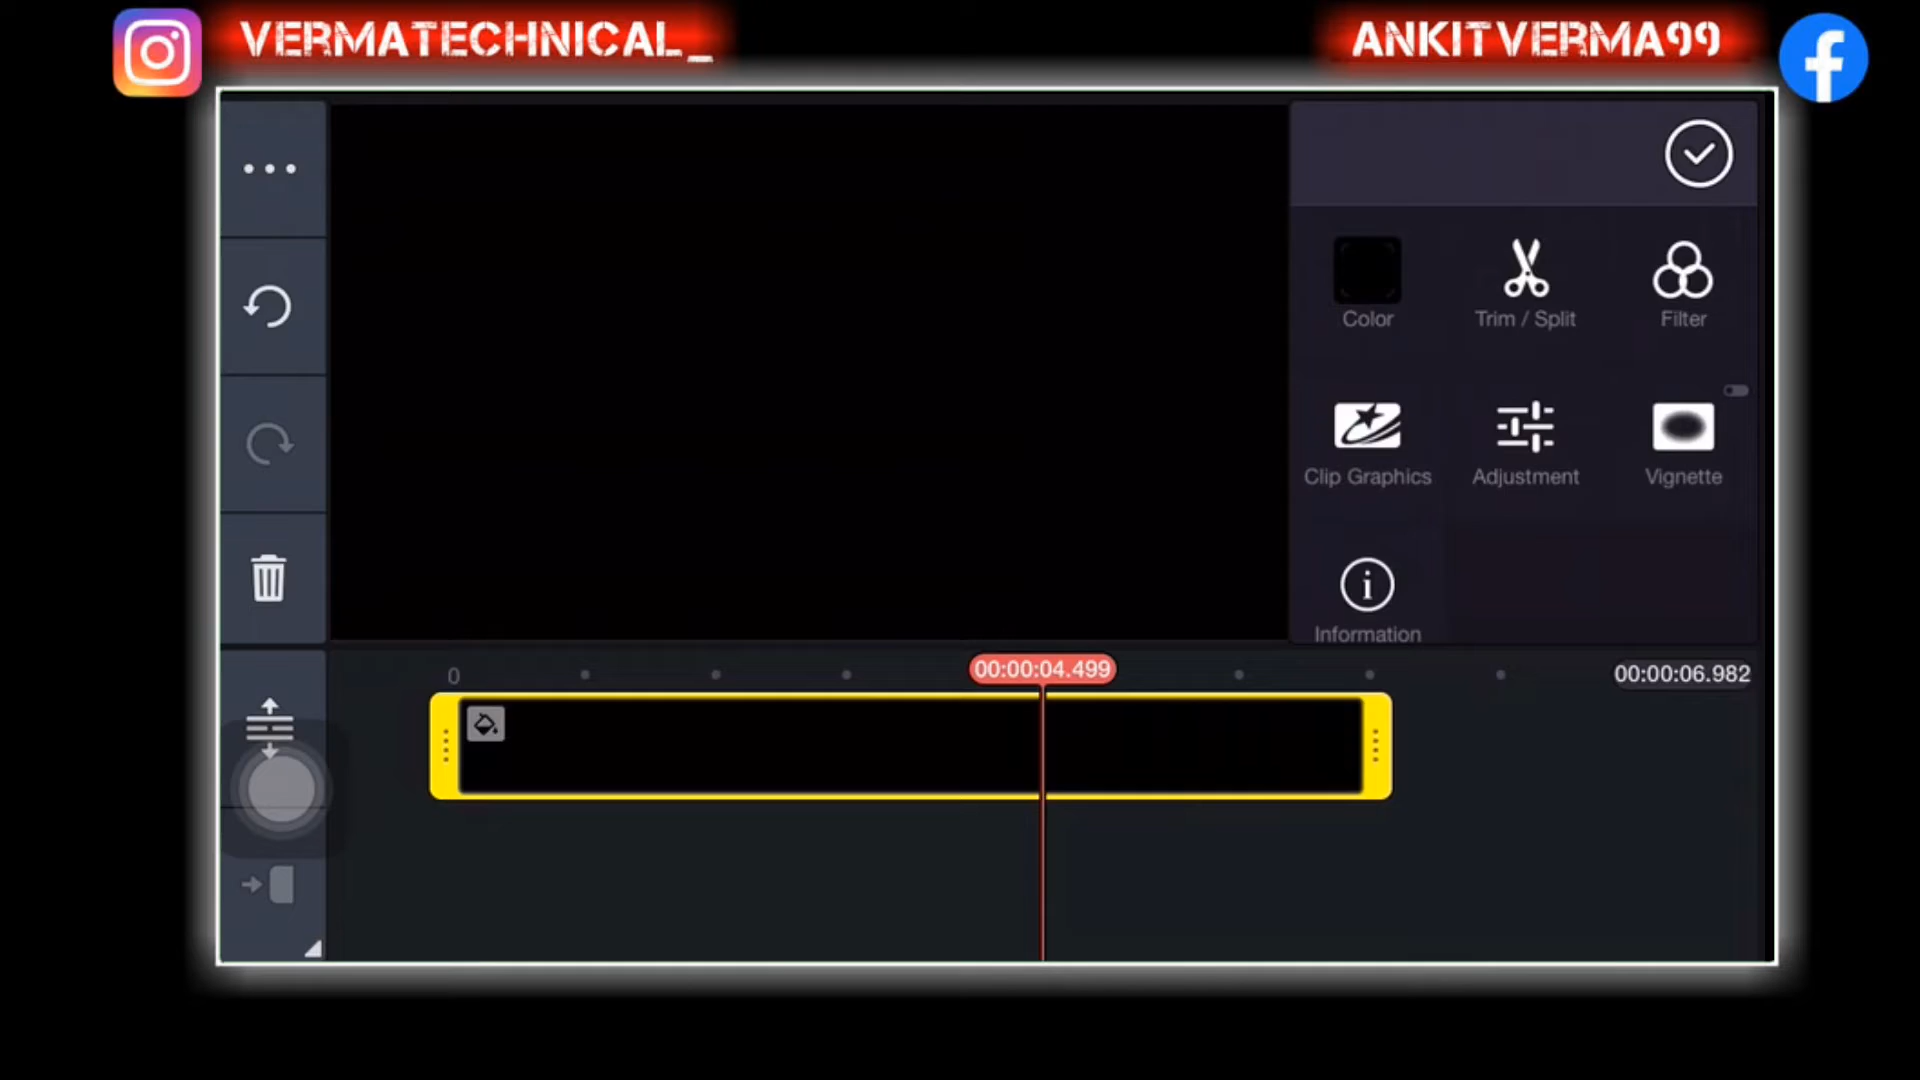 VERMATECHNICAL_
ANKITVERMA99
Color
Trim / Split
Filter
Clip Graphics
Adjustment
Vignette
Information
0
00:00:04.499
00:00:06.982